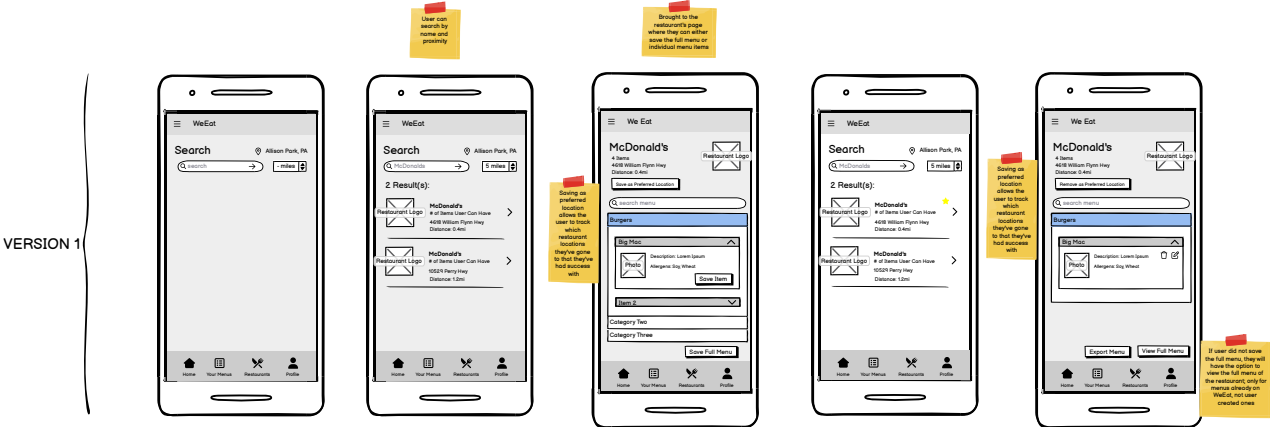 User can
search by
name and
proximity
Brought to the
restaurant's page
where they can either
save the full menu or
individual menu items
VERSION 1
WeEat
Search
Allison Park, PA
search
- miles
Home
Your Menus
Restaurants
Profile
WeEat
Search
Allison Park, PA
McDonalds
5 miles
2 Result(s):
Restaurant Logo
McDonald's
# of Items User Can Have
4618 William Flynn Hwy
Distance: 0.4mi
Restaurant Logo
McDonald's
# of Items User Can Have
10529 Perry Hwy
Distance: 1.2mi
Home
Your Menus
Restaurants
Profile
Saving as
preferred
location
allows the
user to track
which
restaurant
locations
they've gone
to that they've
had success
with
We Eat
McDonald's
4 Items
4618 William Flynn Hwy
Distance: 0.4mi
Restaurant Logo
Save as Preferred Location
search menu
Burgers
Big Mac
Photo
Description: Lorem Ipsum
Allergens: Soy, Wheat
Save Item
Item 2
Category Two
Category Three
Save Full Menu
Home
Your Menus
Restaurants
Profile
WeEat
Search
Allison Park, PA
McDonalds
5 miles
2 Result(s):
Restaurant Logo
McDonald's
# of Items User Can Have
4618 William Flynn Hwy
Distance: 0.4mi
Restaurant Logo
McDonald's
# of Items User Can Have
10529 Perry Hwy
Distance: 1.2mi
Home
Your Menus
Restaurants
Profile
Saving as
preferred
location
allows the
user to track
which
restaurant
locations
they've gone
to that they've
had success
with
We Eat
McDonald's
4 Items
4618 William Flynn Hwy
Distance: 0.4mi
Restaurant Logo
Remove as Preferred Location
search menu
Burgers
Big Mac
Photo
Description: Lorem Ipsum
Allergens: Soy, Wheat
Export Menu
View Full Menu
Home
Your Menus
Restaurants
Profile
If user did not save
the full menu, they will
have the option to
view the full menu of
the restaurant, only for
menus already on
WeEat, not user
created ones